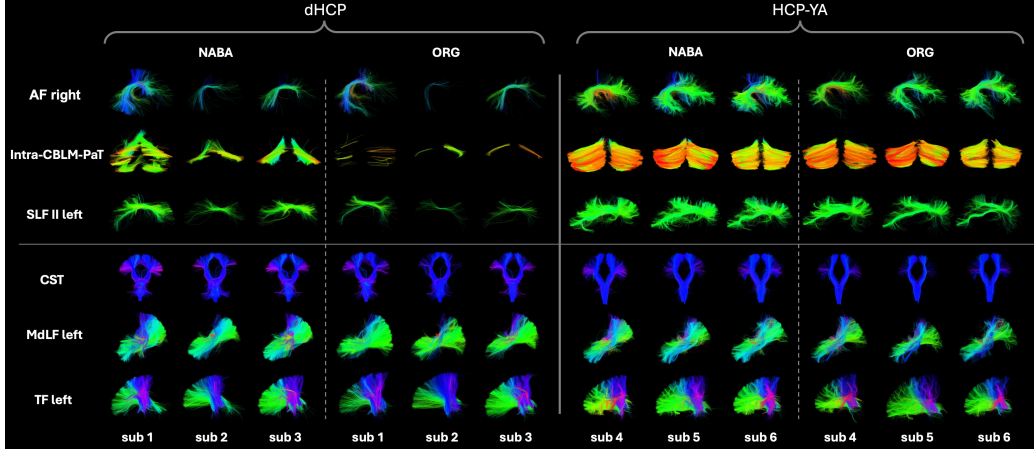 dHCP HCP-YA
NABA ORG NABA ORG
AF right
Intra-CBLM-PaT
SLF II left
CST
MdLF left
TF left
sub 1 sub 2 sub 3 sub 1 sub 2 sub 3 sub 4 sub 5 sub 6 sub 4 sub 5 sub 6